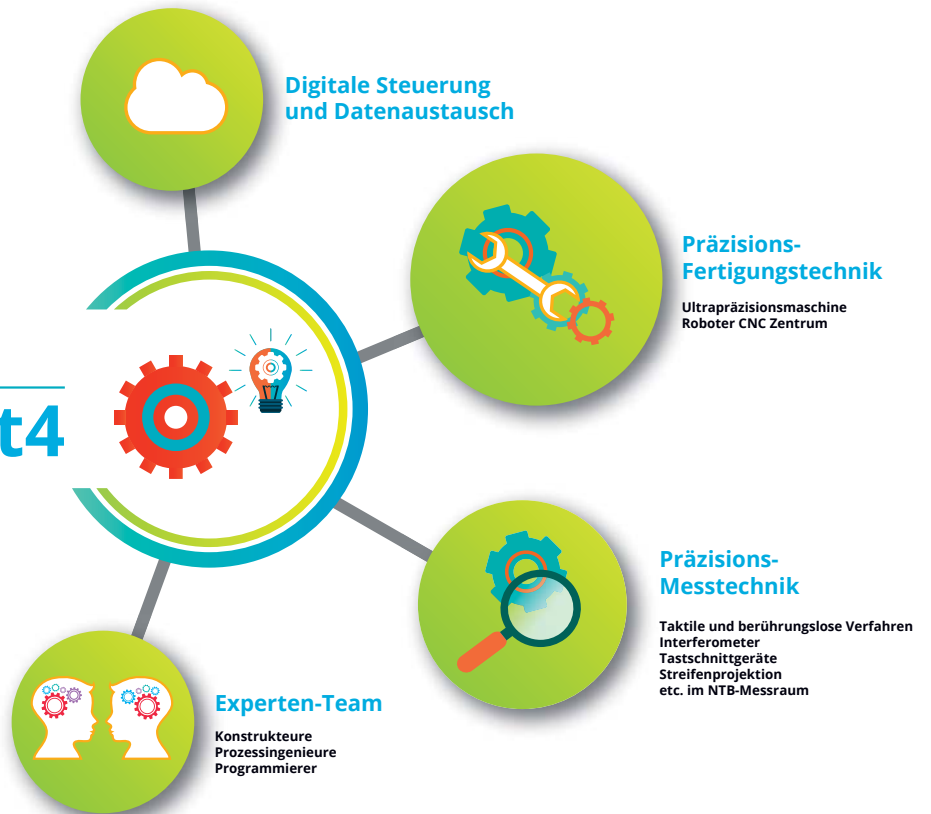 Digitale Steuerung
und Datenaustausch
Präzisions-
Fertigungstechnik
Ultrapräzisionsmaschine
Roboter CNC Zentrum
t4
Präzisions-
Messtechnik
Taktile und berührungslose Verfahren
Interferometer
Tastschnittgeräte
Streifenprojektion
etc. im NTB-Messraum
Experten-Team
Konstrukteure
Prozessingenieure
Programmierer